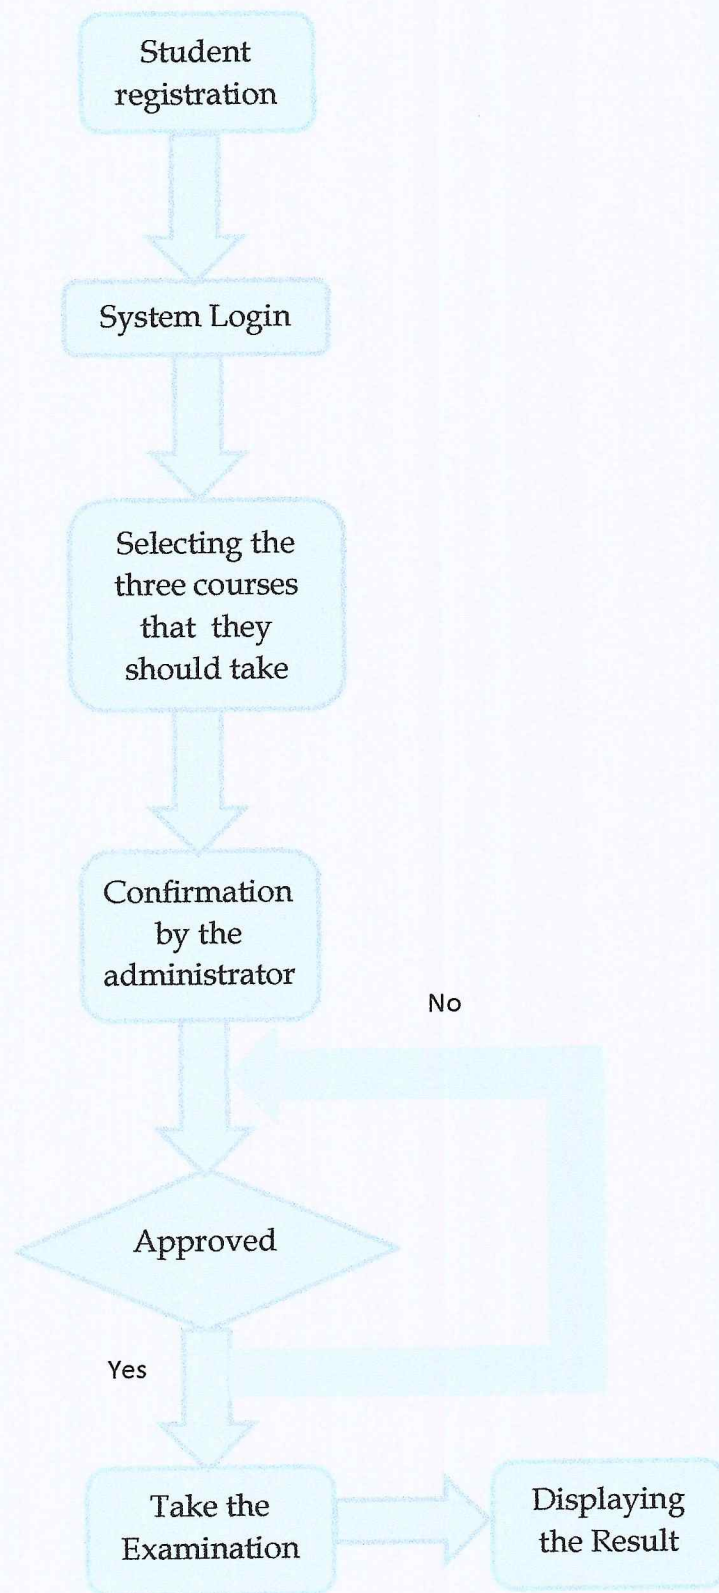 Student
registration
System Login
Selecting the
three courses
that they
should take
Confirmation
by the
administrator
No
Approved
Yes
Take the
Examination
Displaying
the Result